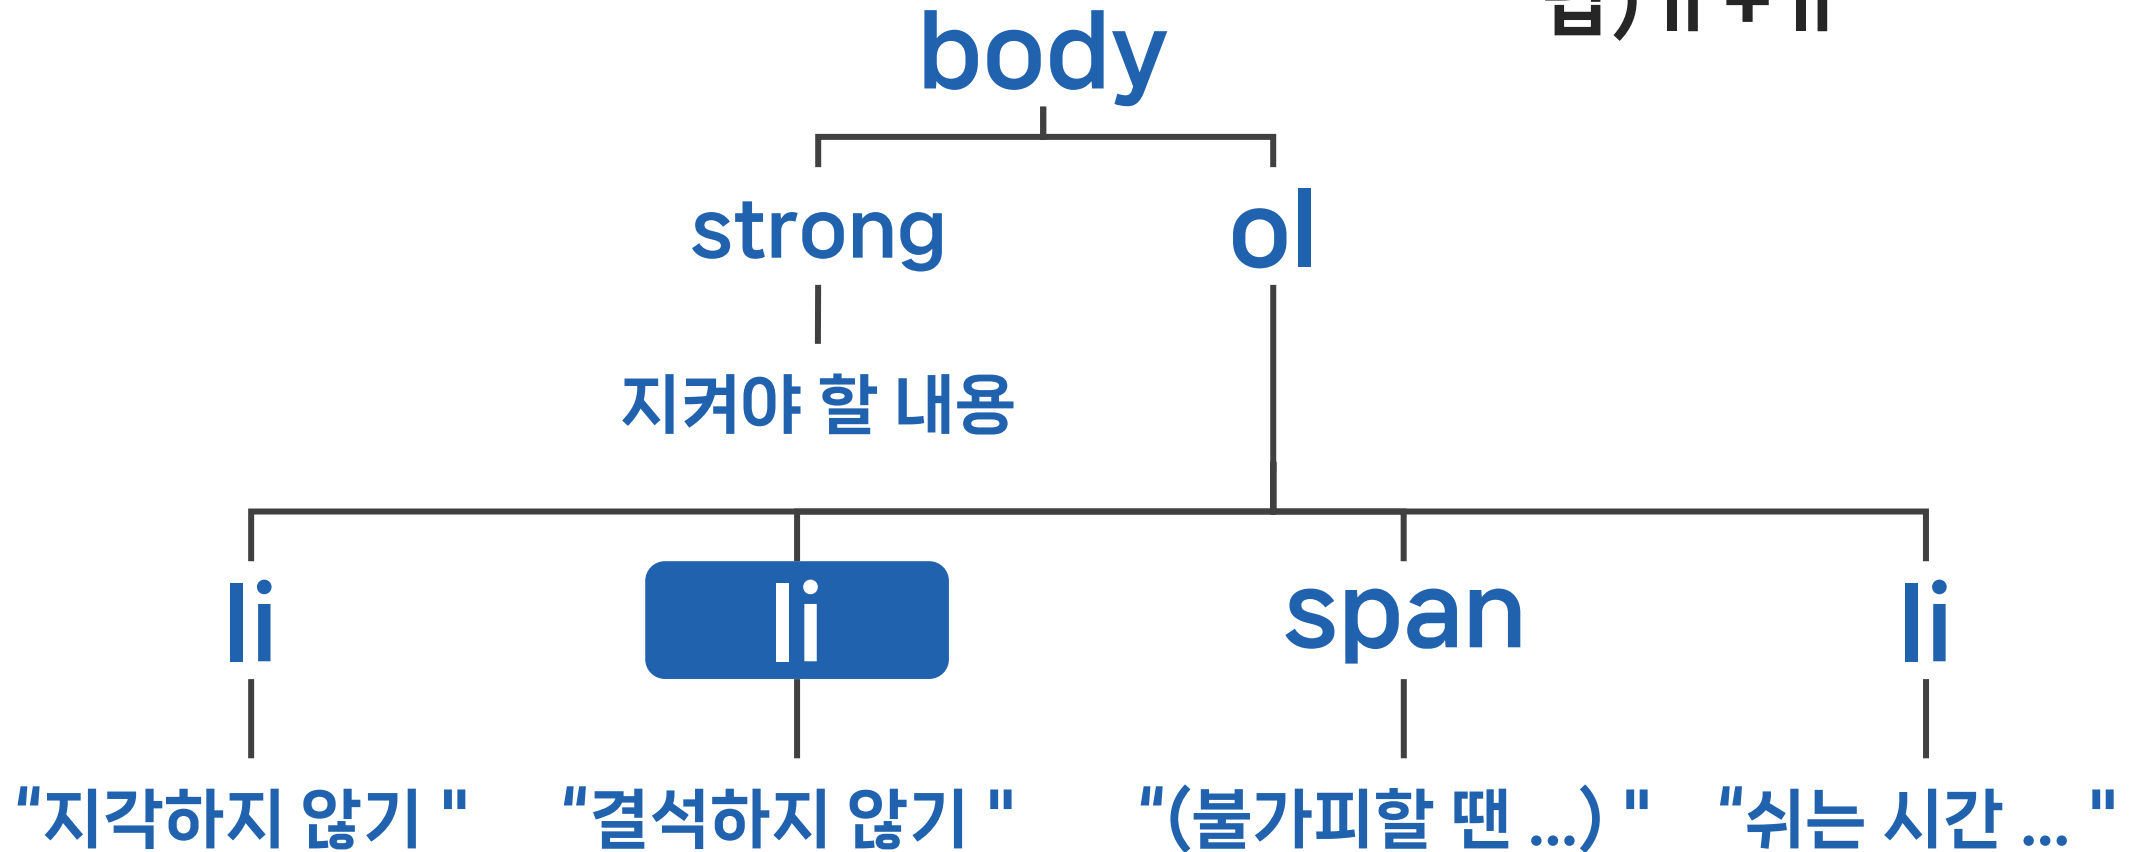 body
strong
ol
지켜야 할 내용
li
li
span
li
"지각하지 않기 "
"결석하지 않기 "
"(불가피할 땐 ...) "
"쉬는 시간 ... "